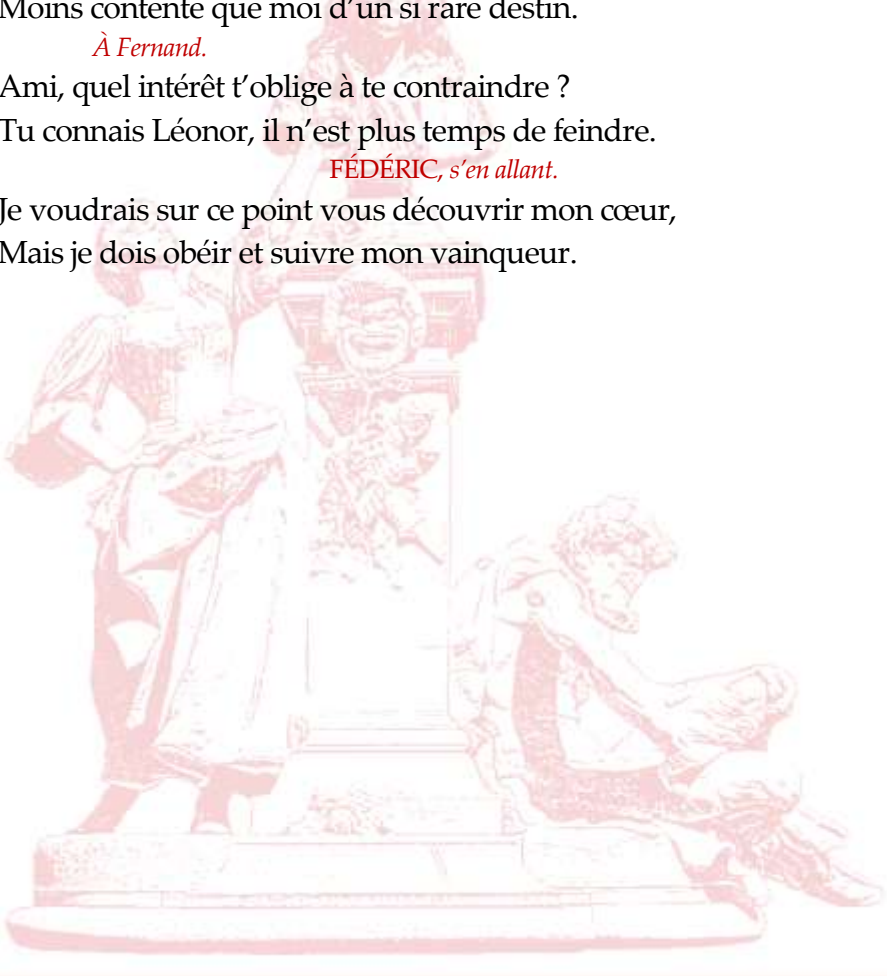 Moins contente que moi d’un si rare destin.
À Fernand.
Ami, quel intérêt t’oblige à te contraindre ?
Tu connais Léonor, il n’est plus temps de feindre.
FÉDÉRIC, s’en allant.
Je voudrais sur ce point vous découvrir mon cœur,
Mais je dois obéir et suivre mon vainqueur.